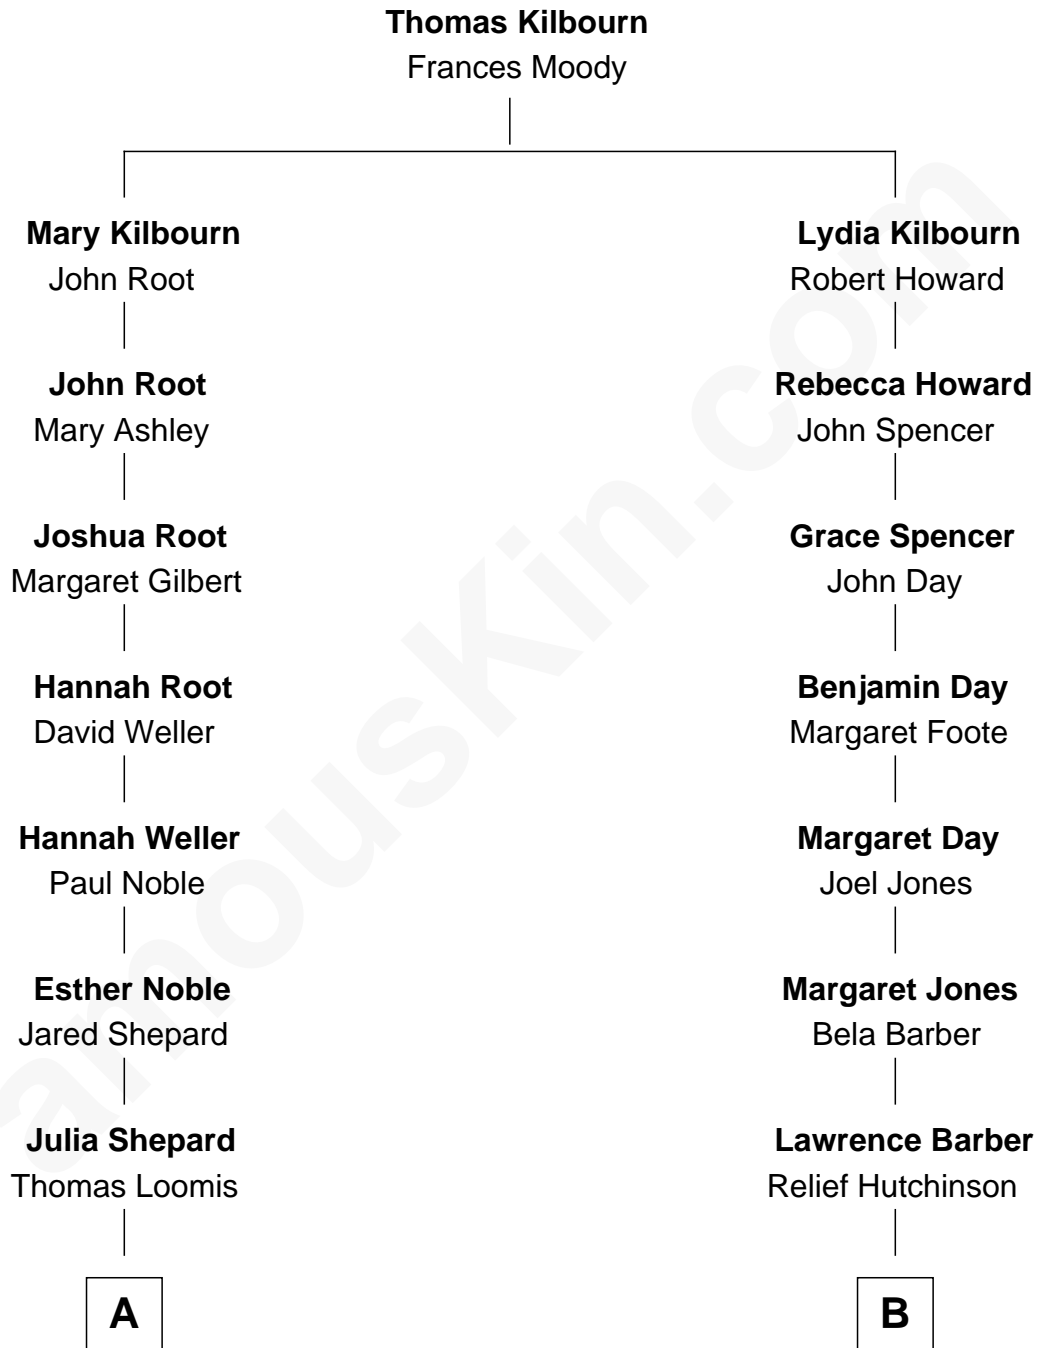 Thomas Kilbourn
Frances Moody
Mary Kilbourn
John Root
Lydia Kilbourn
Robert Howard
John Root
Mary Ashley
Rebecca Howard
John Spencer
Joshua Root
Margaret Gilbert
Grace Spencer
John Day
Hannah Root
David Weller
Benjamin Day
Margaret Foote
Hannah Weller
Paul Noble
Margaret Day
Joel Jones
Esther Noble
Jared Shepard
Margaret Jones
Bela Barber
Julia Shepard
Thomas Loomis
Lawrence Barber
Relief Hutchinson
A
B
amousKin.com